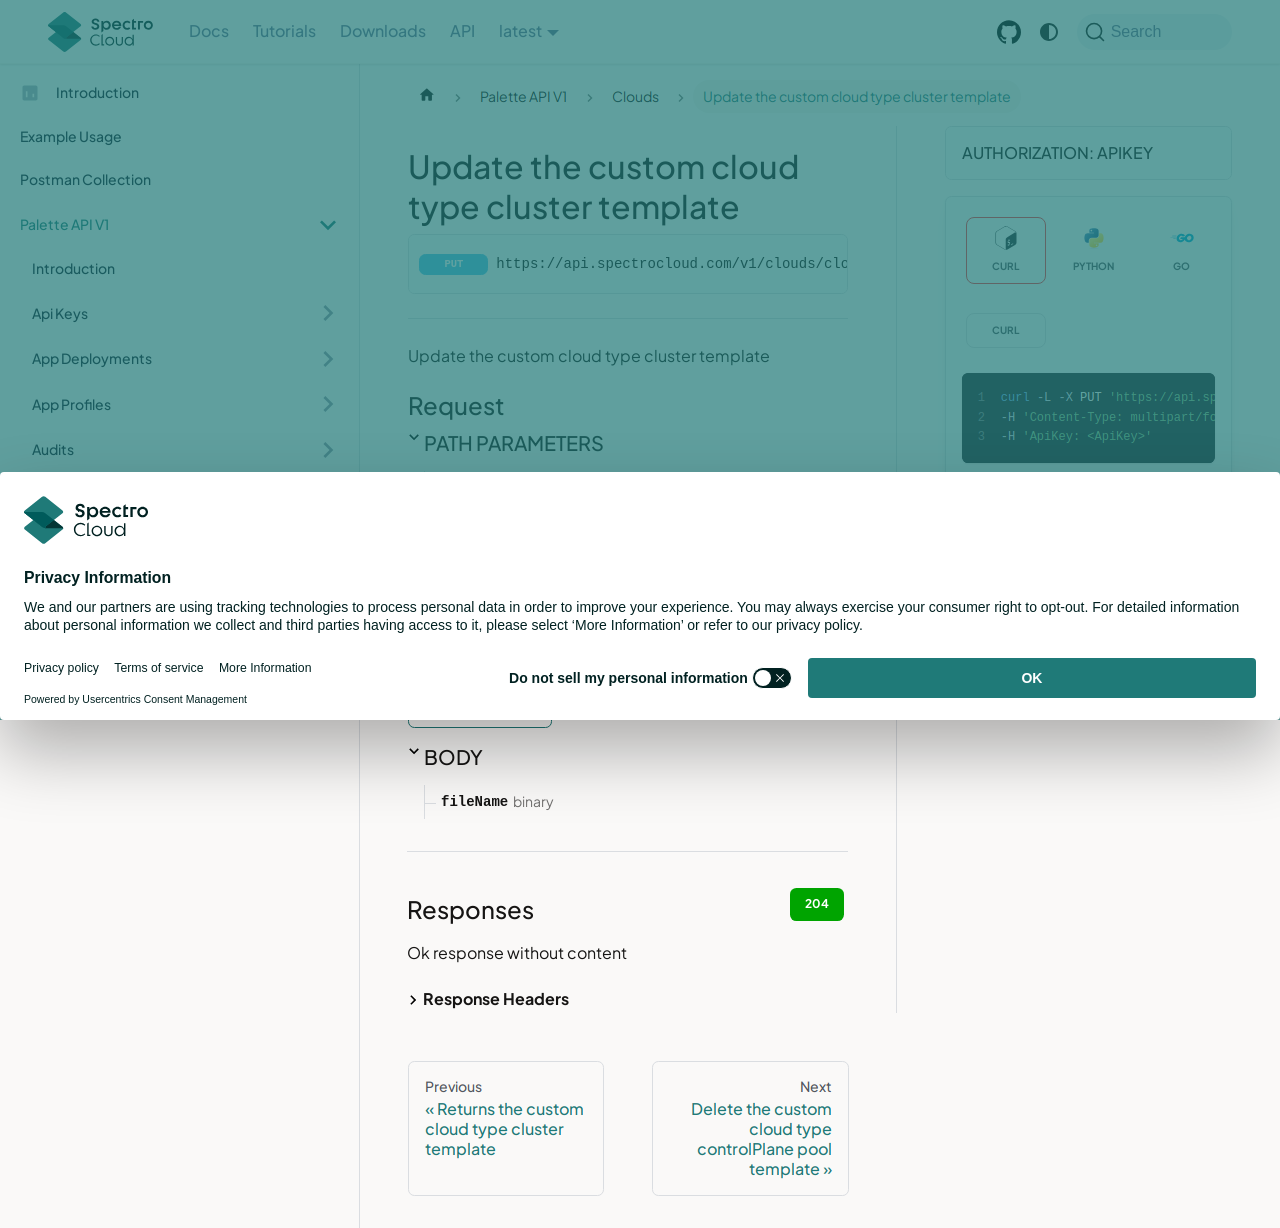 Spectro Cloud
Docs
Tutorials
Downloads
API
latest
Search
Introduction
Example Usage
Postman Collection
Palette API V1
Introduction
Api Keys
App Deployments
App Profiles
Audits
Palette API V1
Clouds
Update the custom cloud type cluster template
Update the custom cloud
type cluster template
PUT
https://api.spectrocloud.com/v1/clouds/clo
Update the custom cloud type cluster template
Request
PATH PARAMETERS
AUTHORIZATION: APIKEY
CURL
PYTHON
GO
CURL
1 curl -L -X PUT 'https://api.sp
2 -H 'Content-Type: multipart/fo
3 -H 'ApiKey: <ApiKey>'
Spectro
Cloud
Privacy Information
We and our partners are using tracking technologies to process personal data in order to improve your experience. You may always exercise your consumer right to opt-out. For detailed information
about personal information we collect and third parties having access to it, please select ‘More Information’ or refer to our privacy policy.
Privacy policy
Terms of service
More Information
Powered by Usercentrics Consent Management
Do not sell my personal information
OK
BODY
fileName binary
Responses
204
Ok response without content
Response Headers
Previous
« Returns the custom
cloud type cluster
template
Next
Delete the custom
cloud type
controlPlane pool
template »